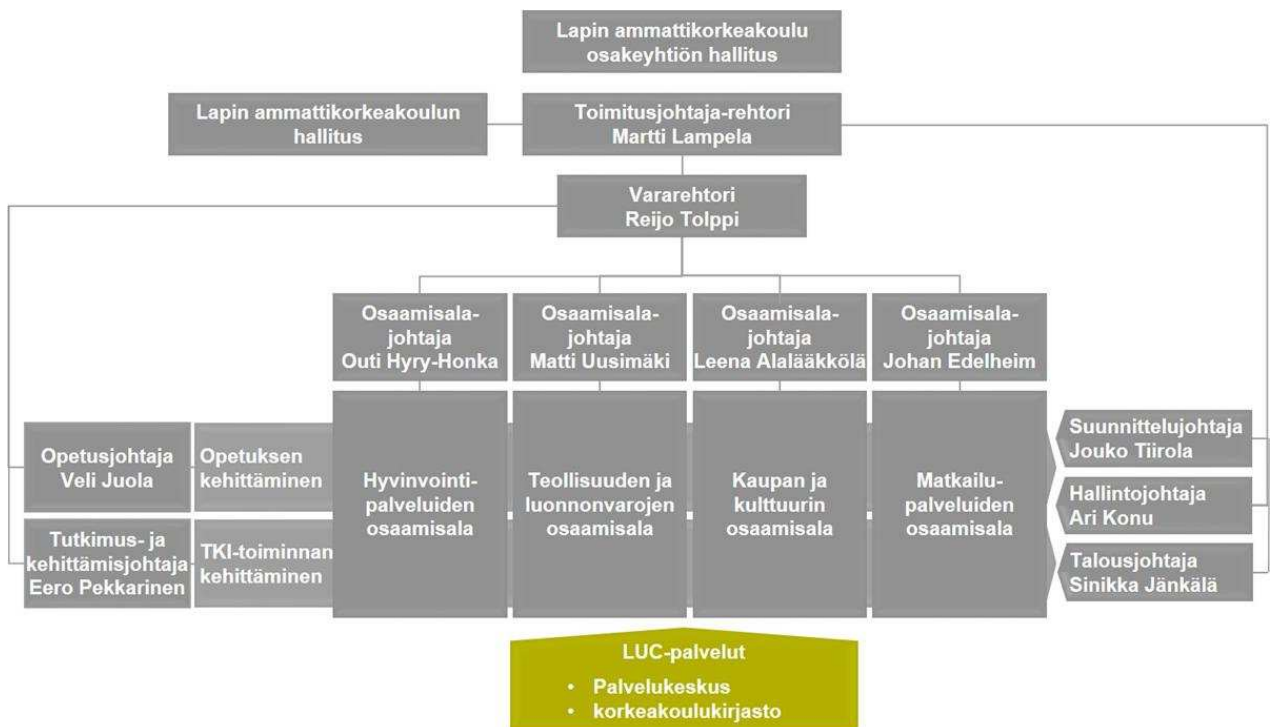 Lapin ammattikorkeakoulu
osakeyhtiön hallitus
Lapin ammattikorkeakoulun
hallitus
Toimitusjohtaja-rehtori
Martti Lampela
Vararehtori
Reijo Tolppi
Osaamisala-
johtaja
Outi Hyry-Honka
Osaamisala-
johtaja
Matti Uusimäki
Osaamisala-
johtaja
Leena Alalääkkölä
Osaamisala-
johtaja
Johan Edelheim
Opetusjohtaja
Veli Juola
Opetuksen
kehittäminen
Tutkimus- ja
kehittämisjohtaja
Eero Pekkarinen
TKI-toiminnan
kehittäminen
Hyvinvointi-
palveluiden
osaamisala
Teollisuuden ja
luonnonvarojen
osaamisala
Kaupan ja
kulttuurin
osaamisala
Matkailu-
palveluiden
osaamisala
Suunnittelujohtaja
Jouko Tiirola
Hallintojohtaja
Ari Konu
Talousjohtaja
Sinikka Jänkälä
LUC-palvelut
• Palvelukeskus
• korkeakoulukirjasto